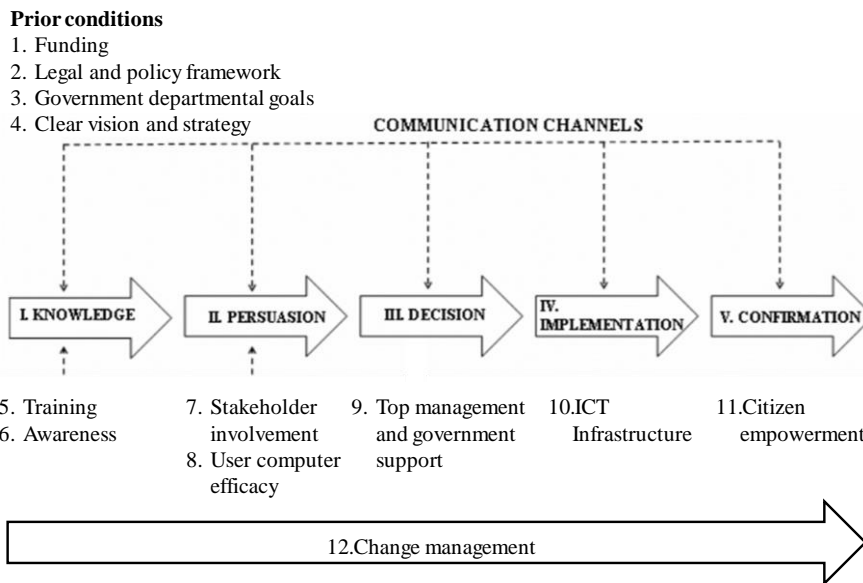 Prior conditions
1. Funding
2. Legal and policy framework
3. Government departmental goals
4. Clear vision and strategy
COMMUNICATION CHANNELS
I. KNOWLEDGE
II. PERSUASION
III. DECISION
IV.
IMPLEMENTATION
V. CONFIRMATION
5. Training
6. Awareness
7. Stakeholder
involvement
8. User computer
efficacy
9. Top management
and government
support
10.ICT
Infrastructure
11.Citizen
empowerment
12.Change management